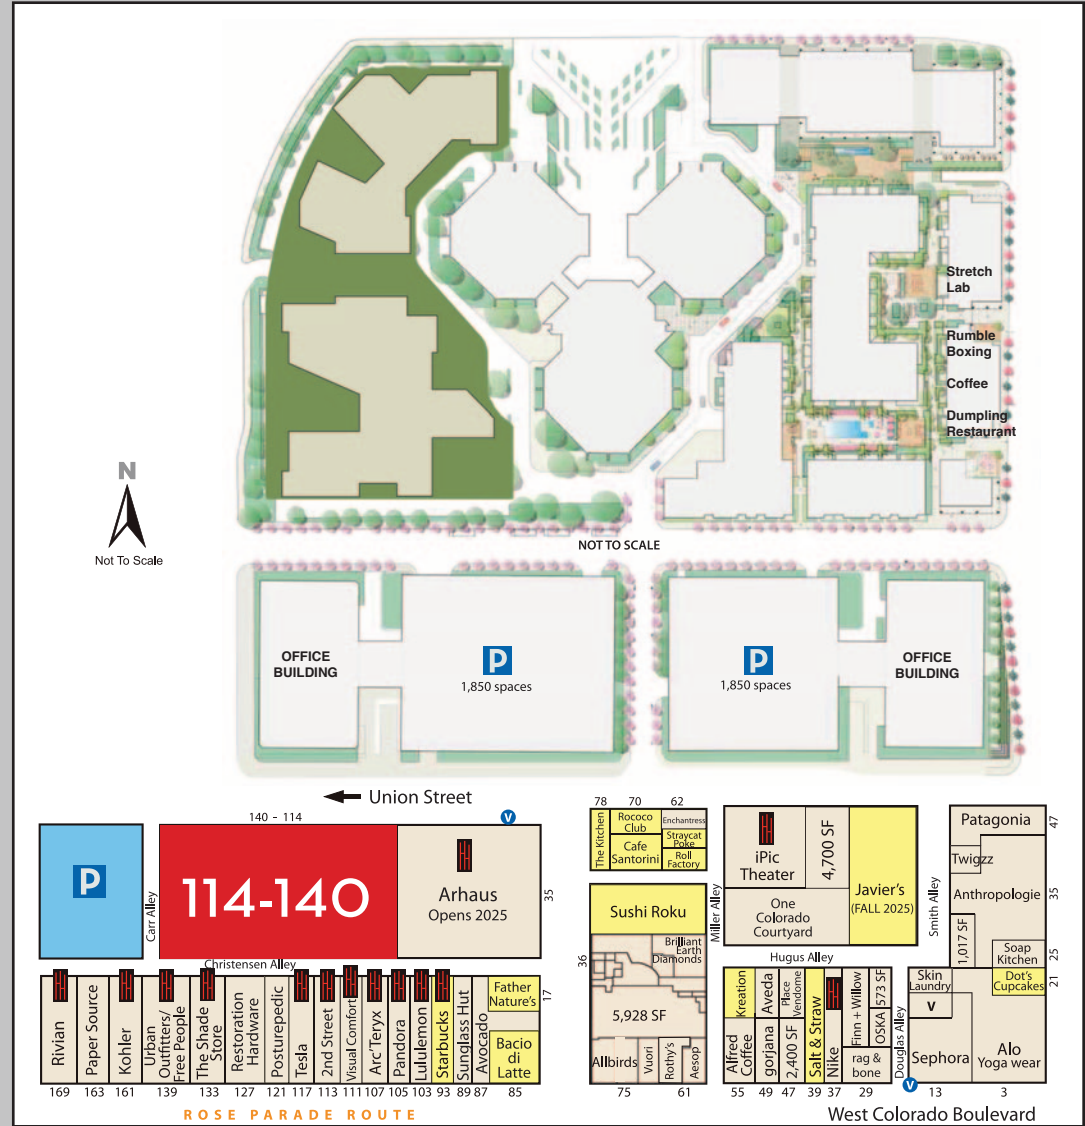 Stretch
Lab
Rumble
Boxing
Coffee
Dumpling
Restaurant
N
Not To Scale
NOT TO SCALE
OFFICE
BUILDING
P
1,850 spaces
P
1,850 spaces
OFFICE
BUILDING
Union Street
140 - 114
V
P
Carr Alley
114-140
Arhaus
Opens 2025
35
Christensen Alley
Rivian
Paper Source
Kohler
Urban
Outfitters/
Free People
The Shade
Store
Restoration
Hardware
Posturepedic
Tesla
2nd Street
Visual Comfort
Arc'Teryx
Pandora
Lululemon
Starbucks
Sunglass Hut
Avocado
Father
Nature's
17
Bacio
di
Latte
169
163
161
139
133
127
121
117
113
111
107
105
103
93
89
87
85
ROSE PARADE ROUTE
78
70
62
The Kitchen
Rococo
Club
Cafe
Santorini
Enchantress
Straycat
Poke
Roll
Factory
Sushi Roku
36
Brilliant
Earth
Diamonds
5,928 SF
Allbirds
Vuori
Rothy's
Aesop
75
61
Miller Alley
iPic
Theater
4,700 SF
Javier's
(FALL 2025)
One
Colorado
Courtyard
Hugus Alley
Kreation
Alfred
Coffee
Aveda
gorjana
Place
Vendome
2,400 SF
Salt & Straw
Nike
Finn + Willow
OSKA
573 SF
rag &
bone
55
49
47
39
37
29
Douglas Alley
V
Smith Alley
Patagonia
47
Twigzz
Anthropologie
35
1,017 SF
Soap
Kitchen
25
Skin
Laundry
Dot's
Cupcakes
21
V
Sephora
Alo
Yoga wear
13
3
West Colorado Boulevard